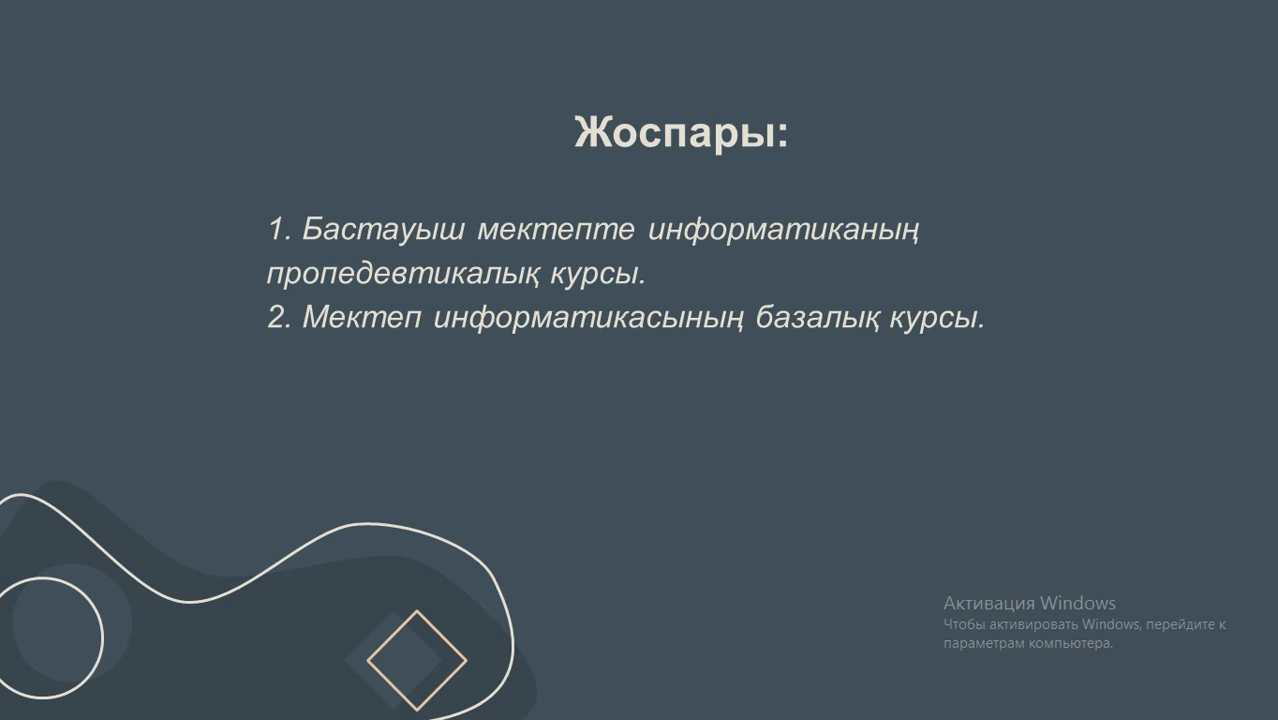 Жоспары:
1. Бастауыш мектепте информатиканың
пропедевтикалық курсы.
2. Мектеп информатикасының базалық курсы.
Активация Windows
Чтобы активировать Windows, перейдите к
параметрам компьютера.